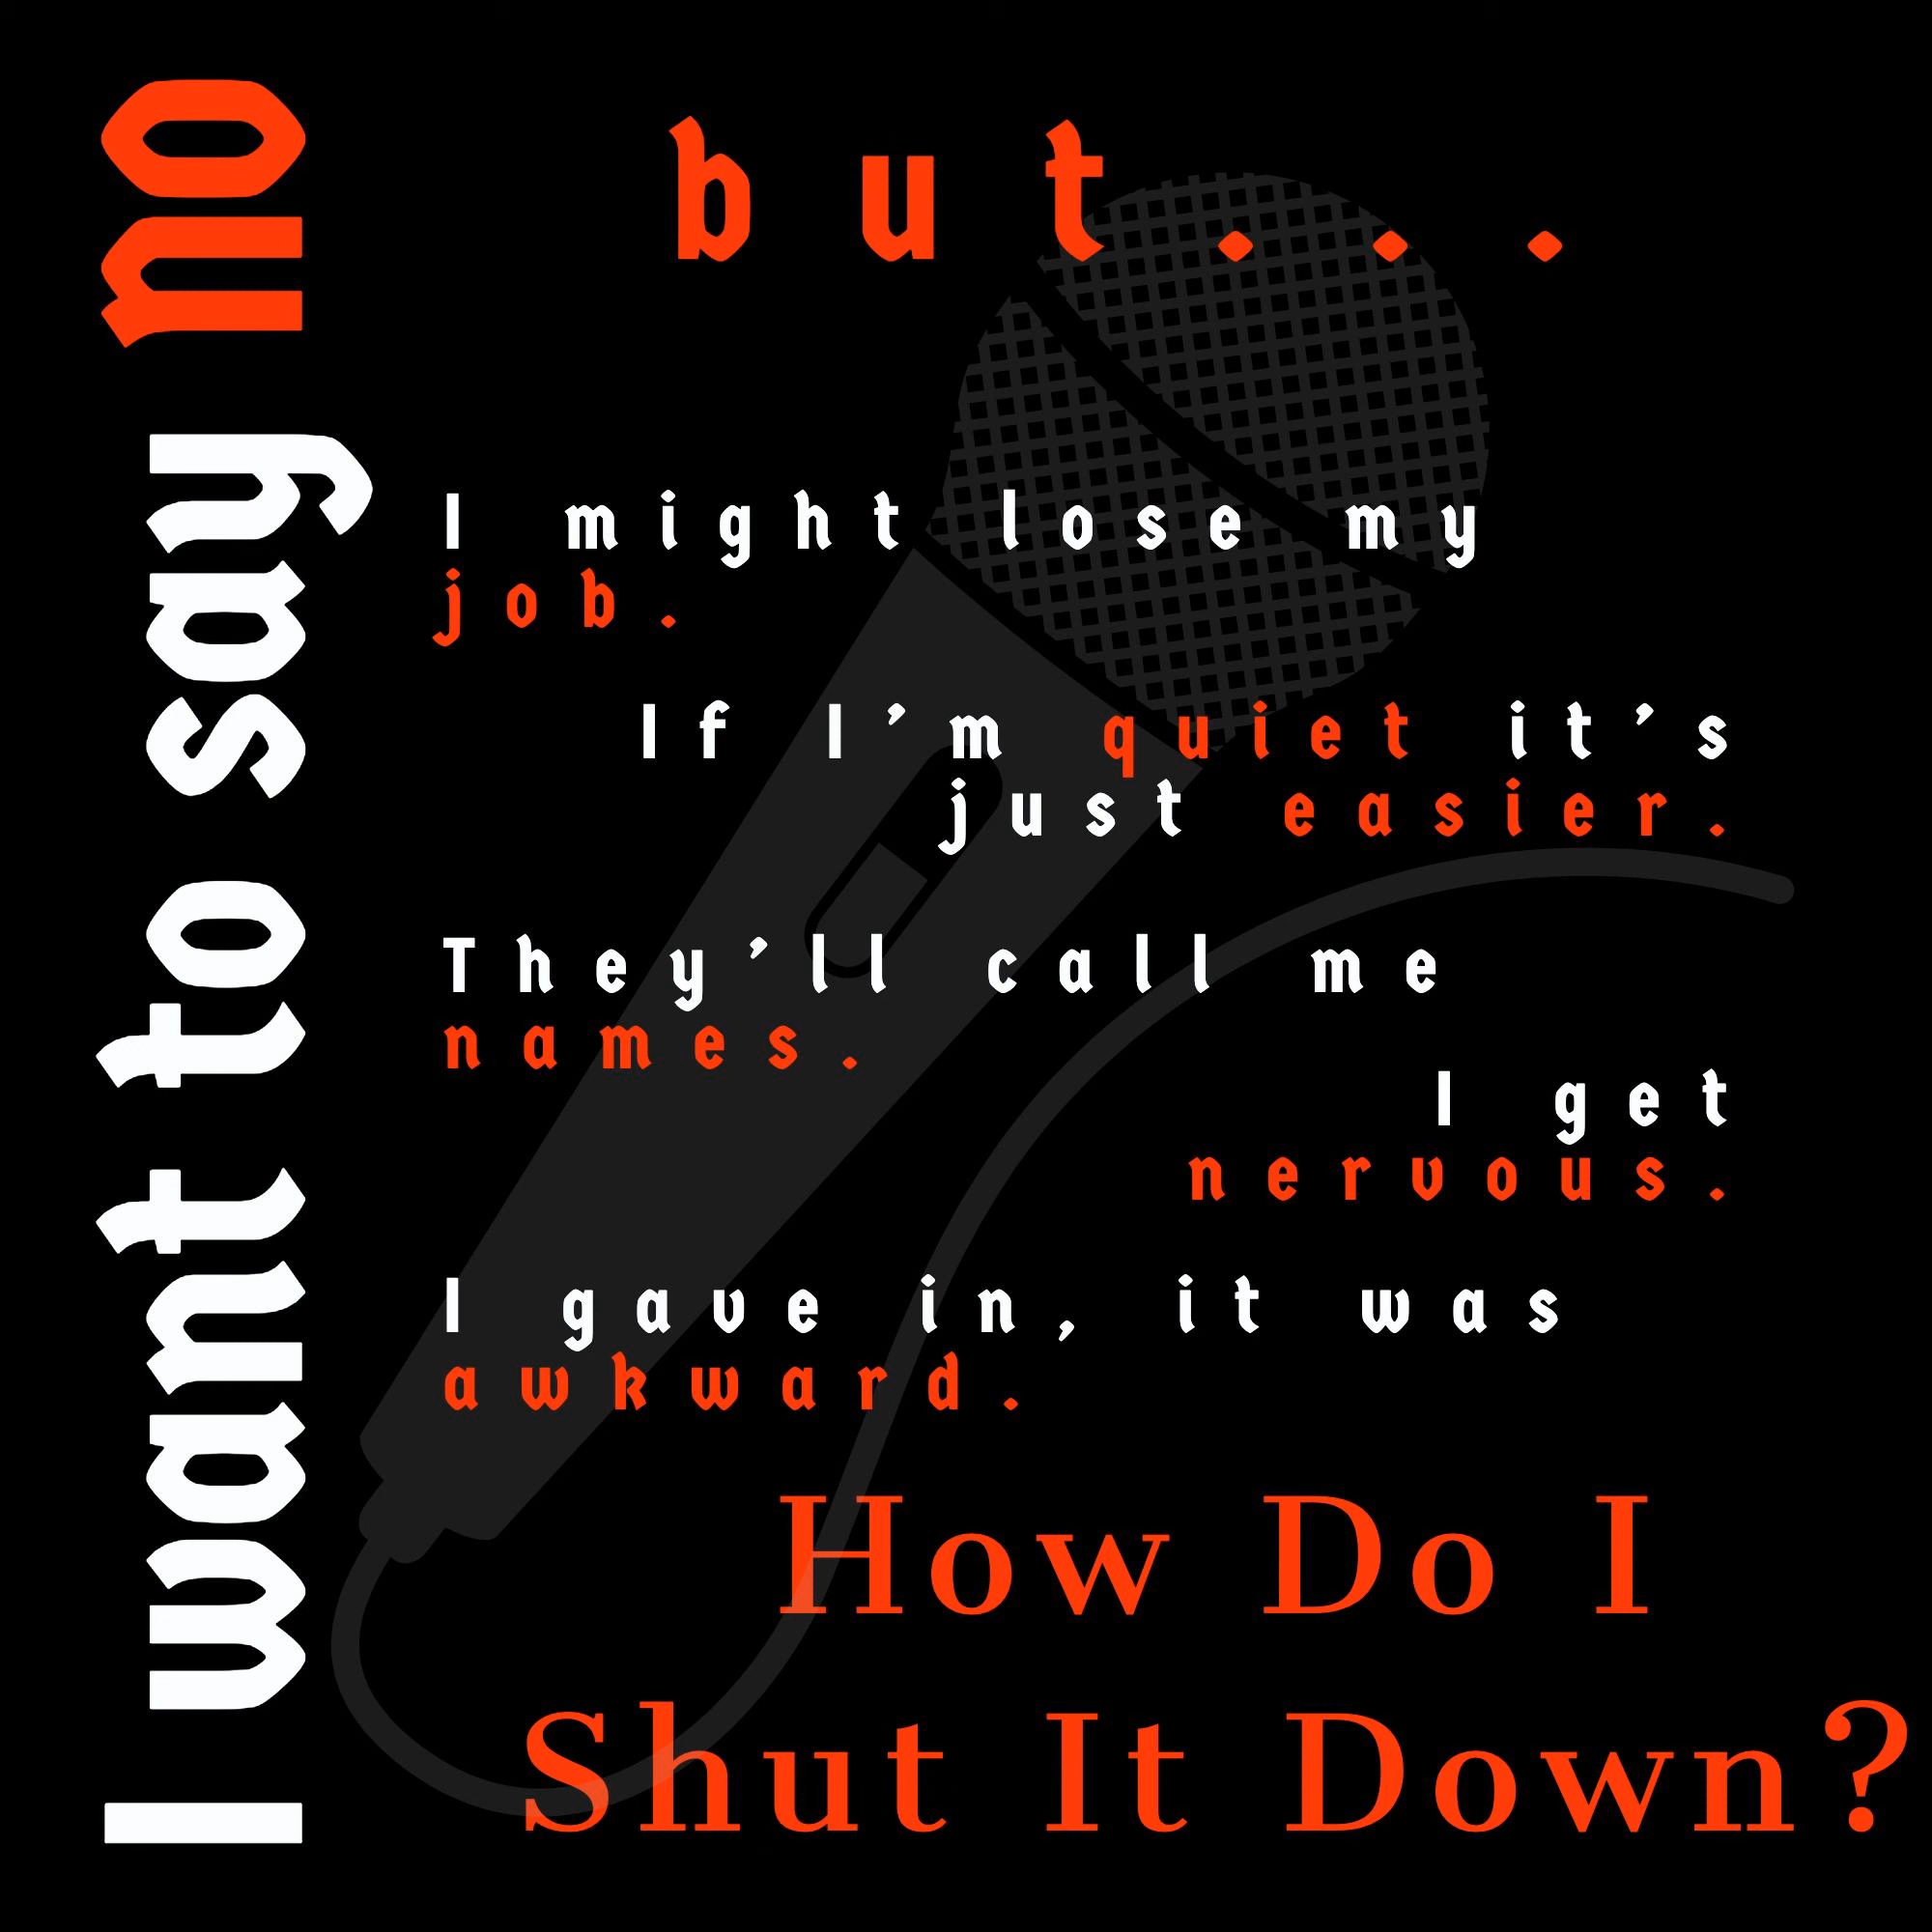 I want to say no
but...
I might lose my
job.
If I’m quiet it’s
just easier.
They’ll call me
names.
I get
nervous.
I gave in, it was
awkward.
How Do I
Shut It Down?